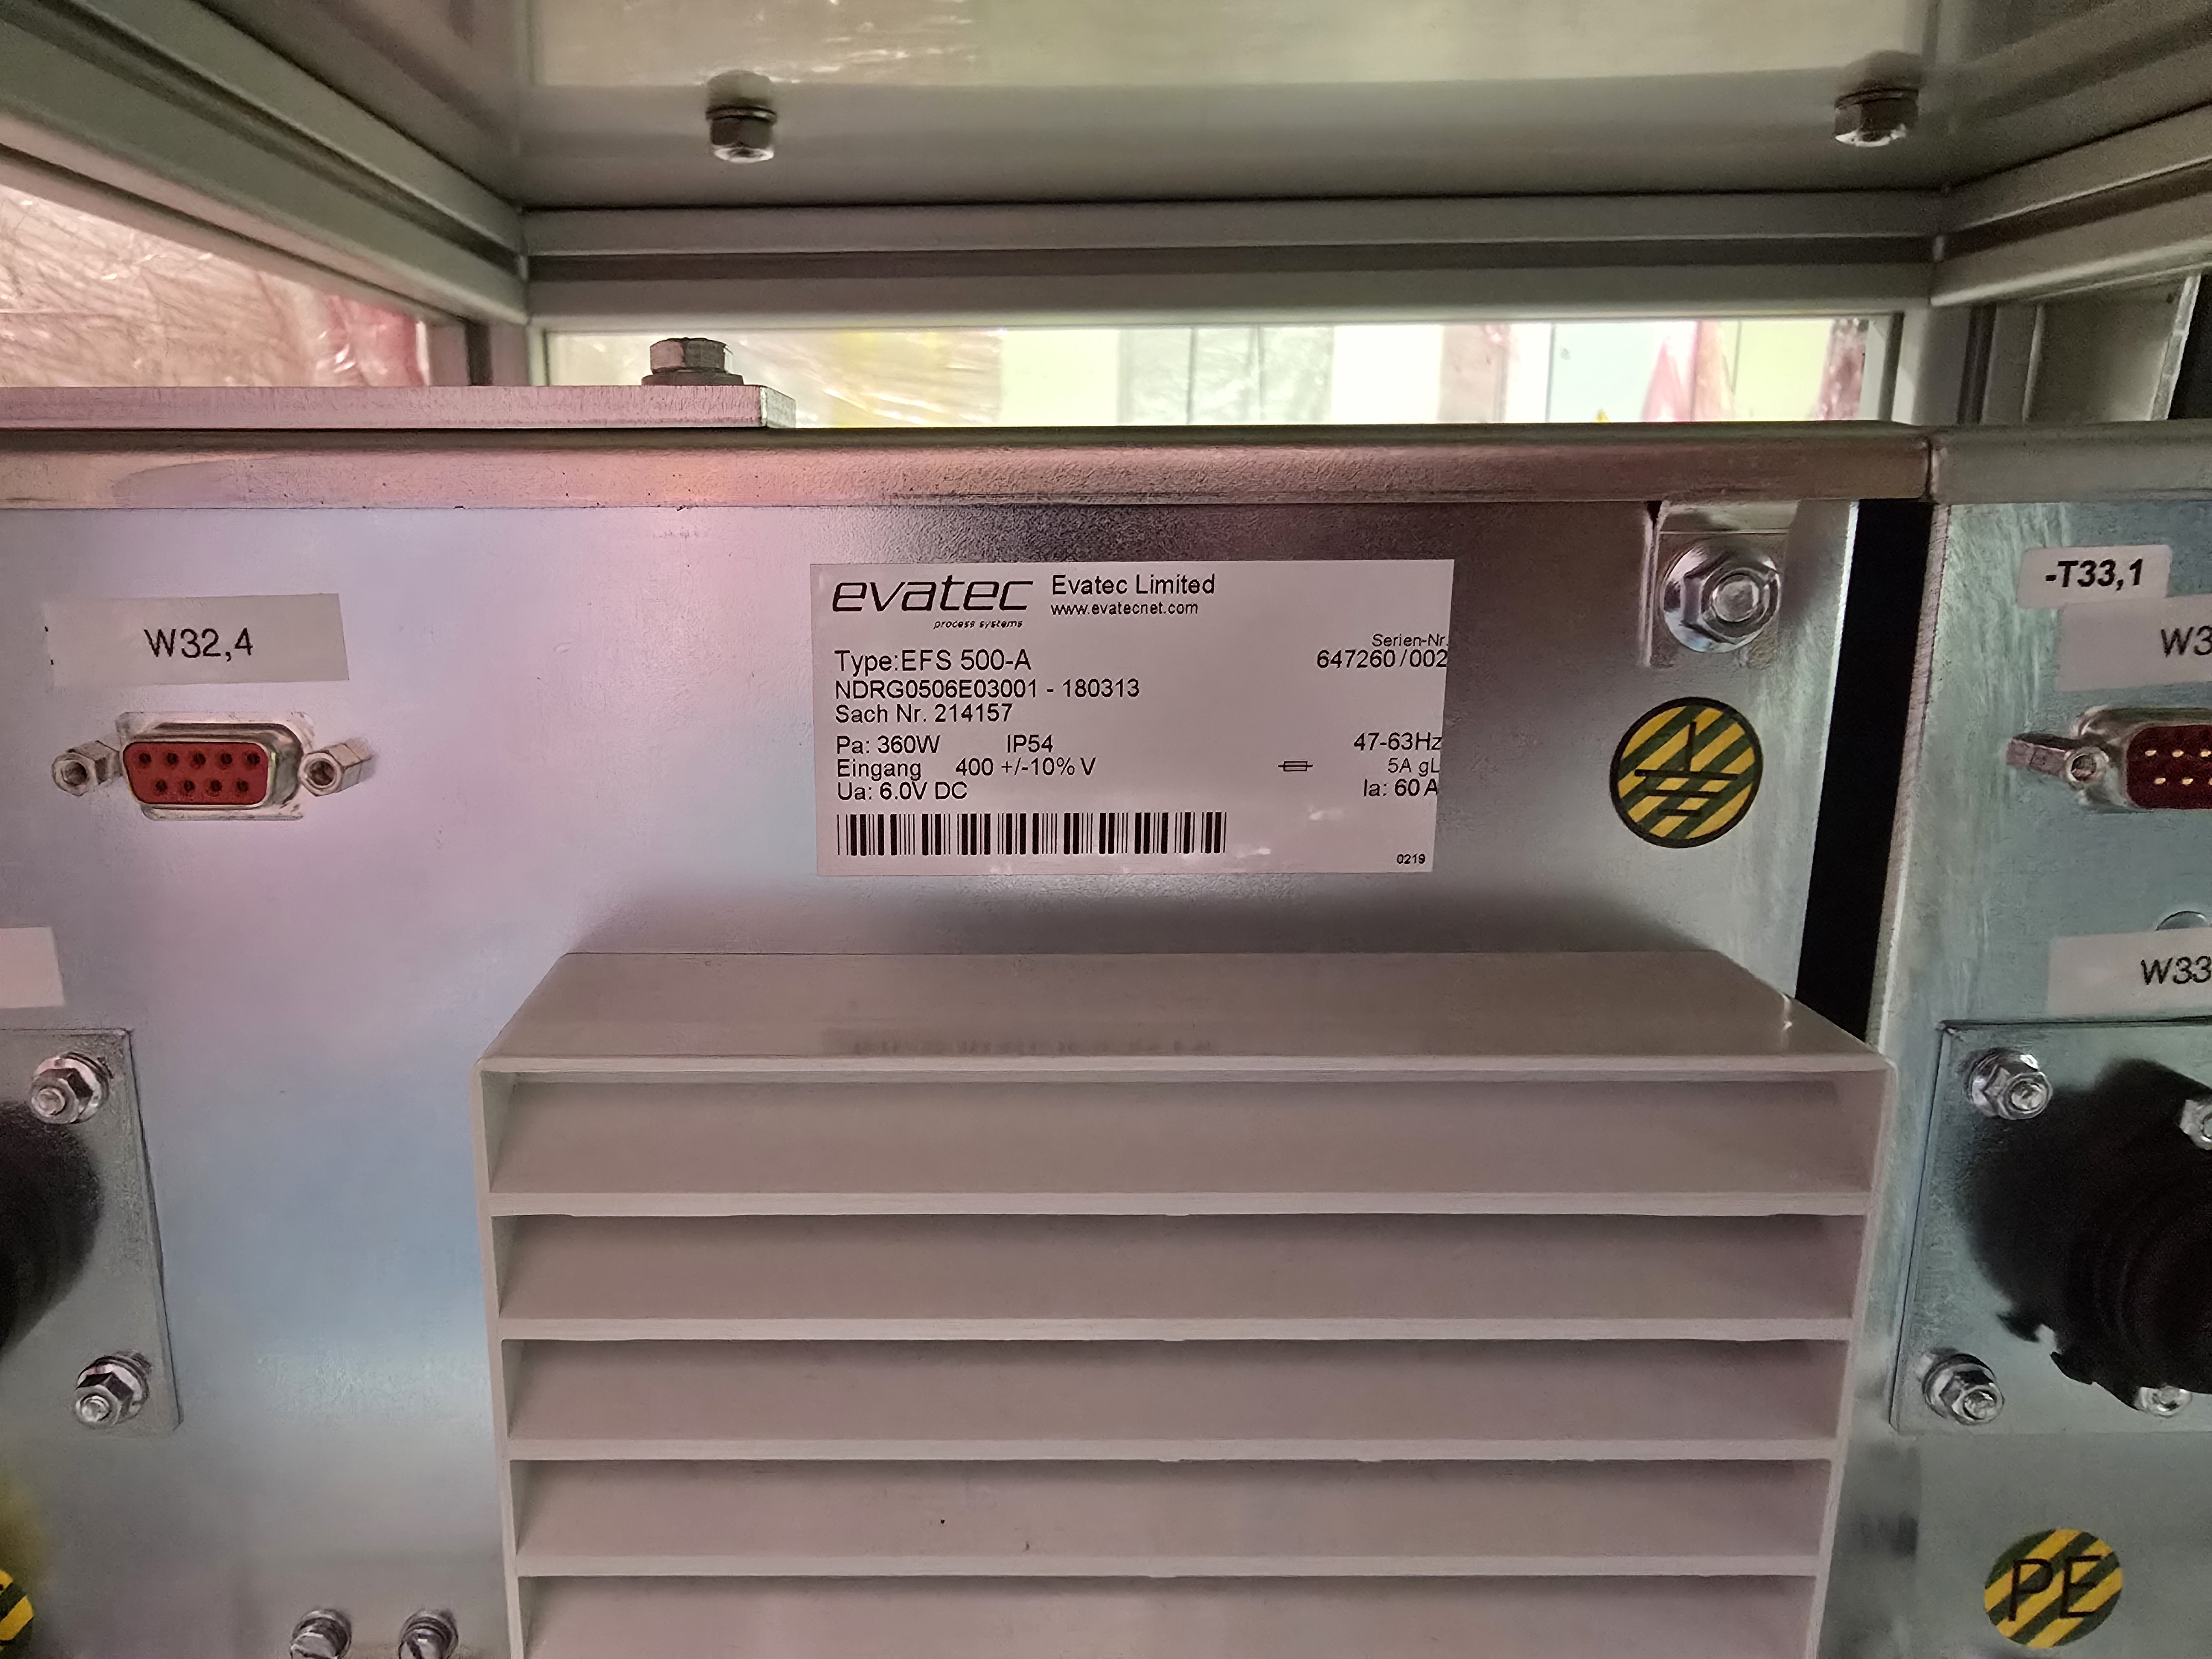 evatec Evatec Limited
process systems www.evatecnet.com
Serien-Nr.
Type:EFS 500-A 647260/002
NDRG0506E03001 - 180313
Sach Nr. 214157
Pa: 360W IP54 47-63Hz
Eingang 400 +/-10% V 5A gL
Ua: 6.0V DC Ia: 60 A
0219
W32,4
-T33,1
W3
W33
PE